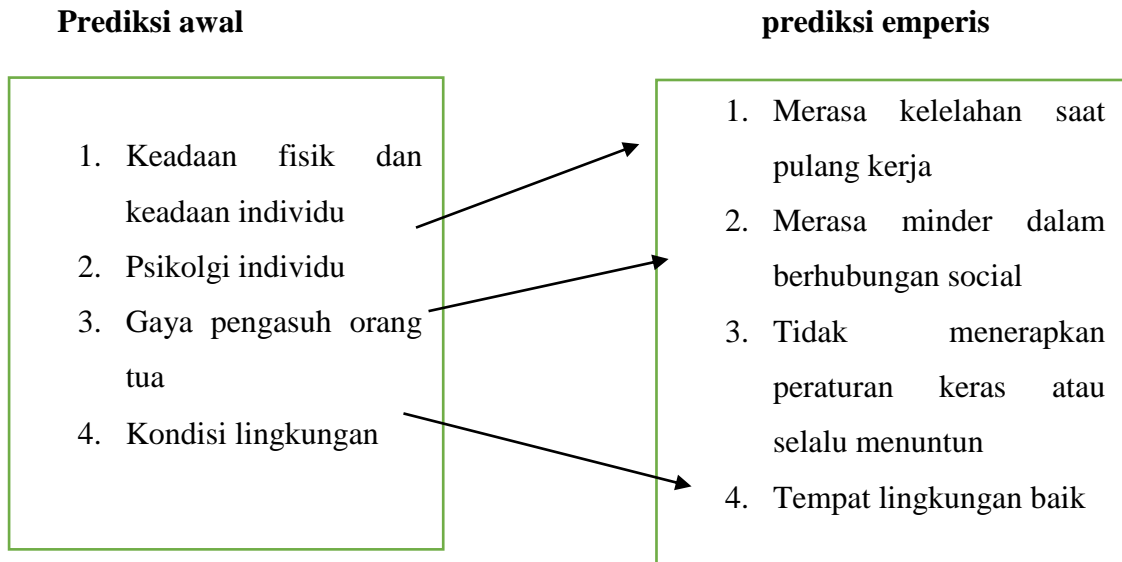 Prediksi awal
prediksi emperis
1. Keadaan fisik dan
keadaan individu
2. Psikolgi individu
3. Gaya pengasuh orang
tua
4. Kondisi lingkungan
1. Merasa kelelahan saat
pulang kerja
2. Merasa minder dalam
berhubungan social
3. Tidak menerapkan
peraturan keras atau
selalu menuntun
4. Tempat lingkungan baik